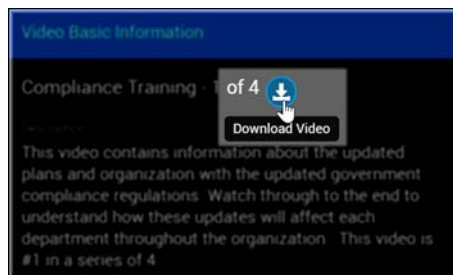 Video Basic Information
Compliance Training - 1 of 4
Download Video
This video contains information about the updated
plans and organization with the updated government
compliance regulations. Watch through to the end to
understand how these updates will affect each
department throughout the organization. This video is
#1 in a series of 4